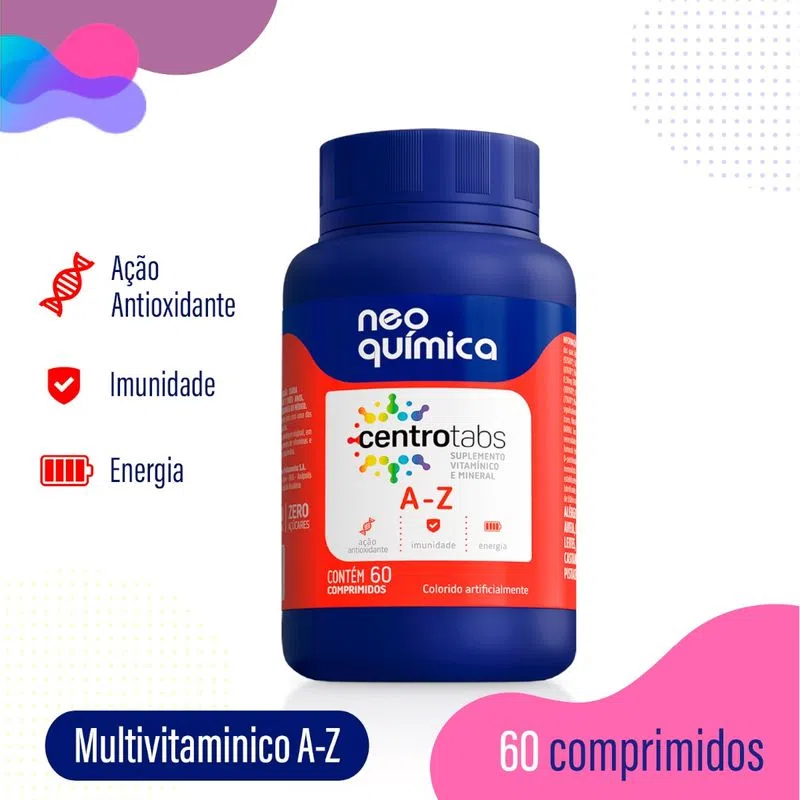 Ação
Antioxidante
Imunidade
Energia
neo
química
centrotabs
SUPLEMENTO
VITAMÍNICO
E MINERAL
A-Z
ação
antioxidante
imunidade
energia
CONTÉM 60
COMPRIMIDOS
Colorido artificialmente
ZERO
Multivitaminico A-Z
60 comprimidos